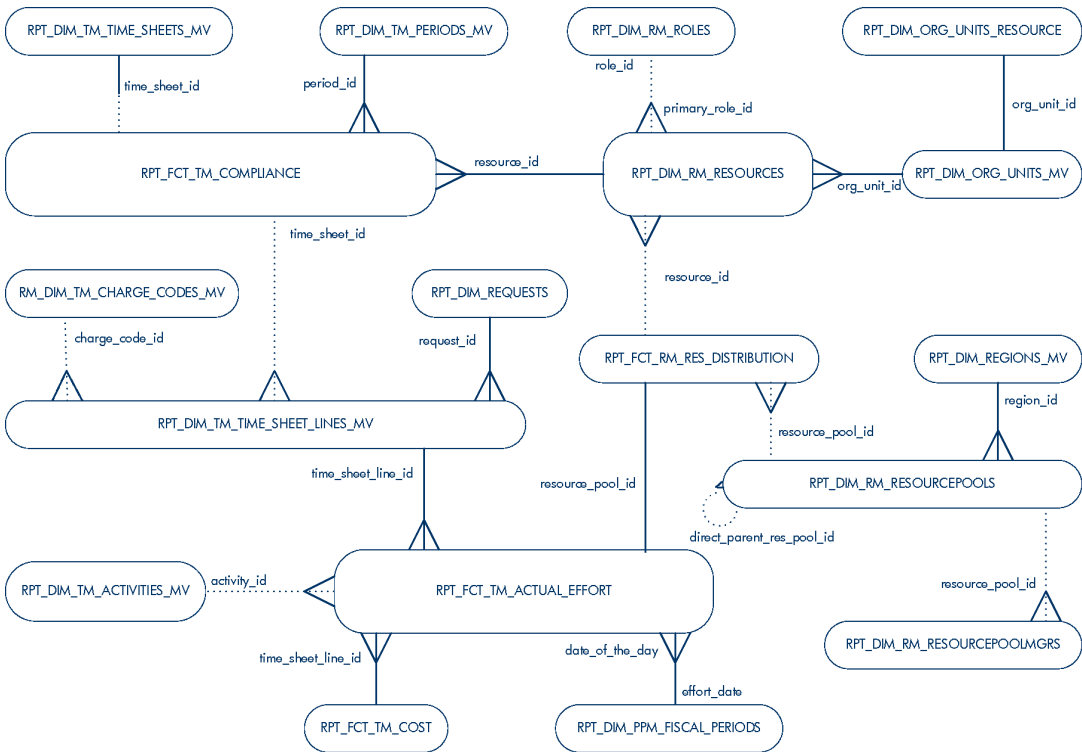 RPT_DIM_TM_TIME_SHEETS_MV
RPT_DIM_TM_PERIODS_MV
RPT_DIM_RM_ROLES
RPT_DIM_ORG_UNITS_RESOURCE
time_sheet_id
period_id
role_id
primary_role_id
org_unit_id
RPT_FCT_TM_COMPLIANCE
resource_id
RPT_DIM_RM_RESOURCES
org_unit_id
RPT_DIM_ORG_UNITS_MV
time_sheet_id
resource_id
RM_DIM_TM_CHARGE_CODES_MV
RPT_DIM_REQUESTS
charge_code_id
request_id
RPT_FCT_RM_RES_DISTRIBUTION
RPT_DIM_REGIONS_MV
region_id
RPT_DIM_TM_TIME_SHEET_LINES_MV
resource_pool_id
time_sheet_line_id
resource_pool_id
RPT_DIM_RM_RESOURCEPOOLS
direct_parent_res_pool_id
RPT_DIM_TM_ACTIVITIES_MV
activity_id
RPT_FCT_TM_ACTUAL_EFFORT
resource_pool_id
RPT_DIM_RM_RESOURCEPOOLMGRS
time_sheet_line_id
date_of_the_day
effort_date
RPT_FCT_TM_COST
RPT_DIM_PPM_FISCAL_PERIODS